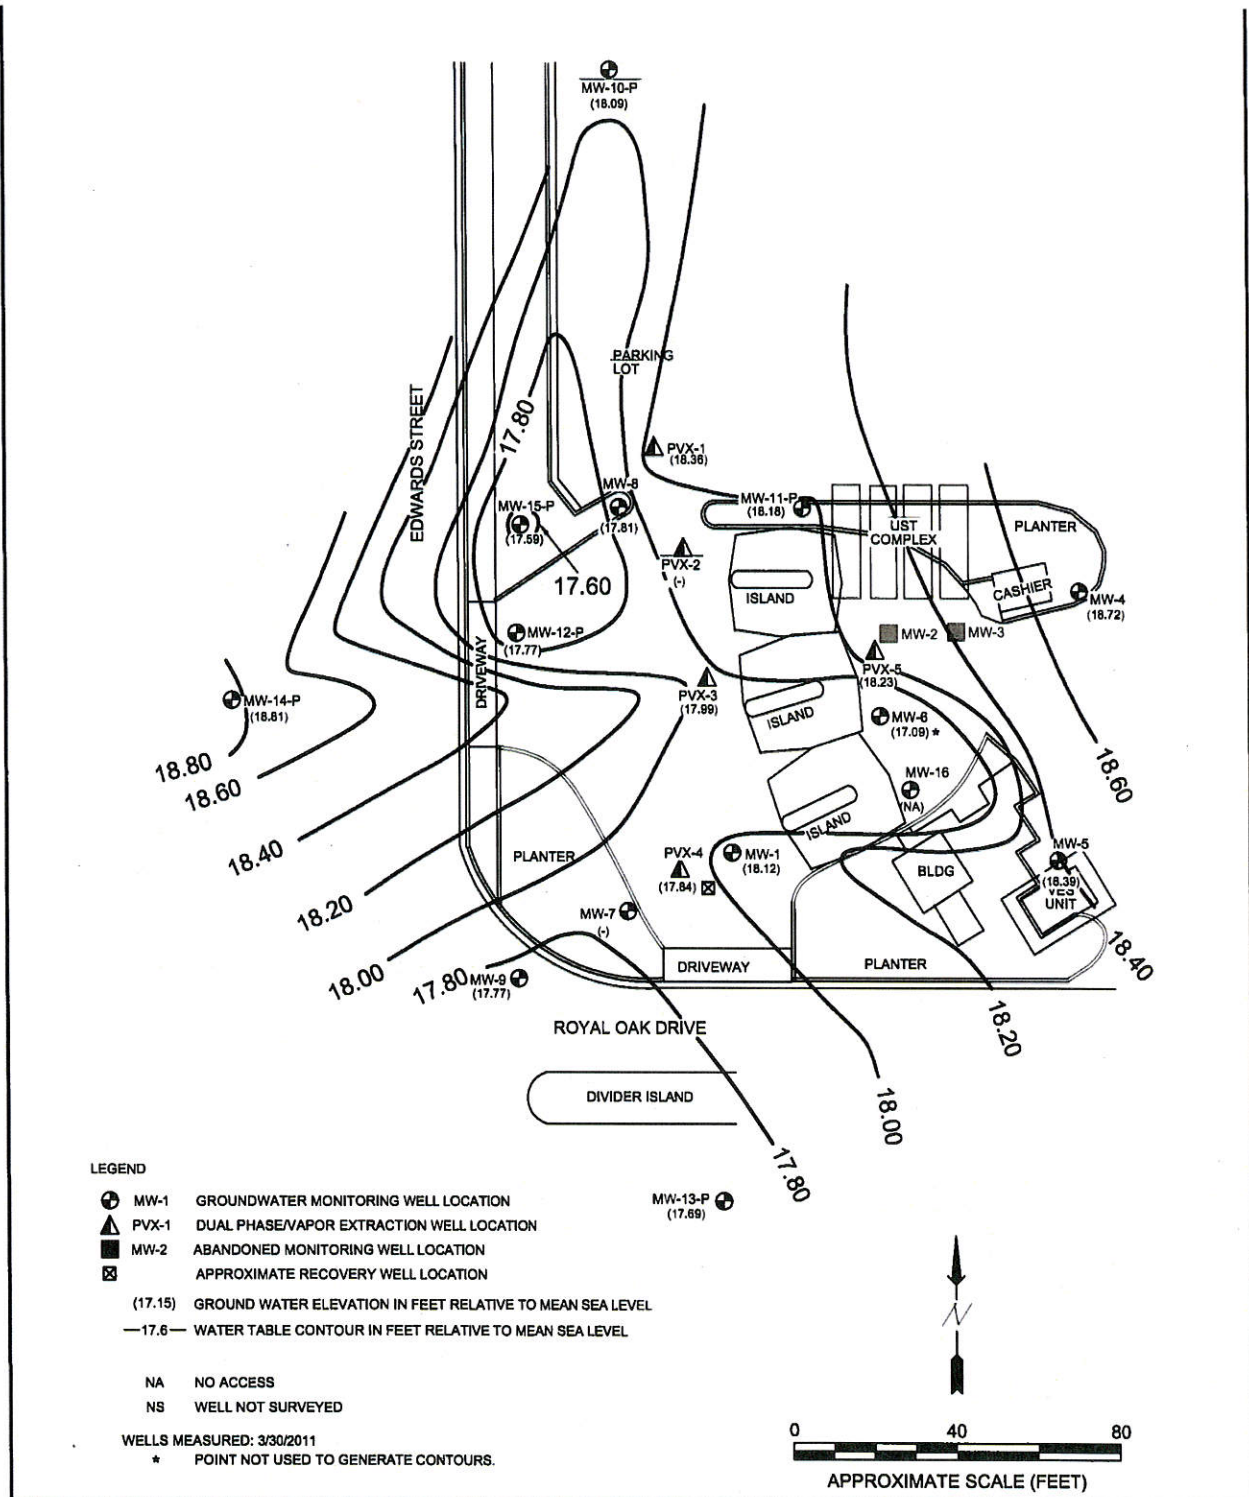 MW-10-P
(18.09)
PARKING
LOT
EDWARDS STREET
17.80
PVX-1
(18.36)
MW-8
(17.81)
MW-11-P
(18.18)
MW-15-P
(17.59)
UST
COMPLEX
PLANTER
PVX-2
(-)
17.60
ISLAND
CASHIER
MW-4
(18.72)
MW-12-P
(17.77)
MW-2
MW-3
DRIVEWAY
PVX-5
(18.23)
PVX-3
(17.99)
MW-14-P
(18.81)
ISLAND
MW-6
(17.09) *
18.80
18.60
18.60
MW-16
(NA)
ISLAND
18.40
PLANTER
PVX-4
(17.84)
MW-1
(18.12)
MW-5
(18.39)
BLDG
VES
UNIT
18.20
MW-7
(-)
18.40
18.00
17.80
MW-9
(17.77)
DRIVEWAY
PLANTER
ROYAL OAK DRIVE
18.20
DIVIDER ISLAND
18.00
17.80
LEGEND
MW-1 GROUNDWATER MONITORING WELL LOCATION
MW-13-P
(17.69)
PVX-1 DUAL PHASE/VAPOR EXTRACTION WELL LOCATION
MW-2 ABANDONED MONITORING WELL LOCATION
APPROXIMATE RECOVERY WELL LOCATION
(17.15) GROUND WATER ELEVATION IN FEET RELATIVE TO MEAN SEA LEVEL
—17.6— WATER TABLE CONTOUR IN FEET RELATIVE TO MEAN SEA LEVEL
N
NA NO ACCESS
NS WELL NOT SURVEYED
WELLS MEASURED: 3/30/2011
* POINT NOT USED TO GENERATE CONTOURS.
0 40 80
APPROXIMATE SCALE (FEET)